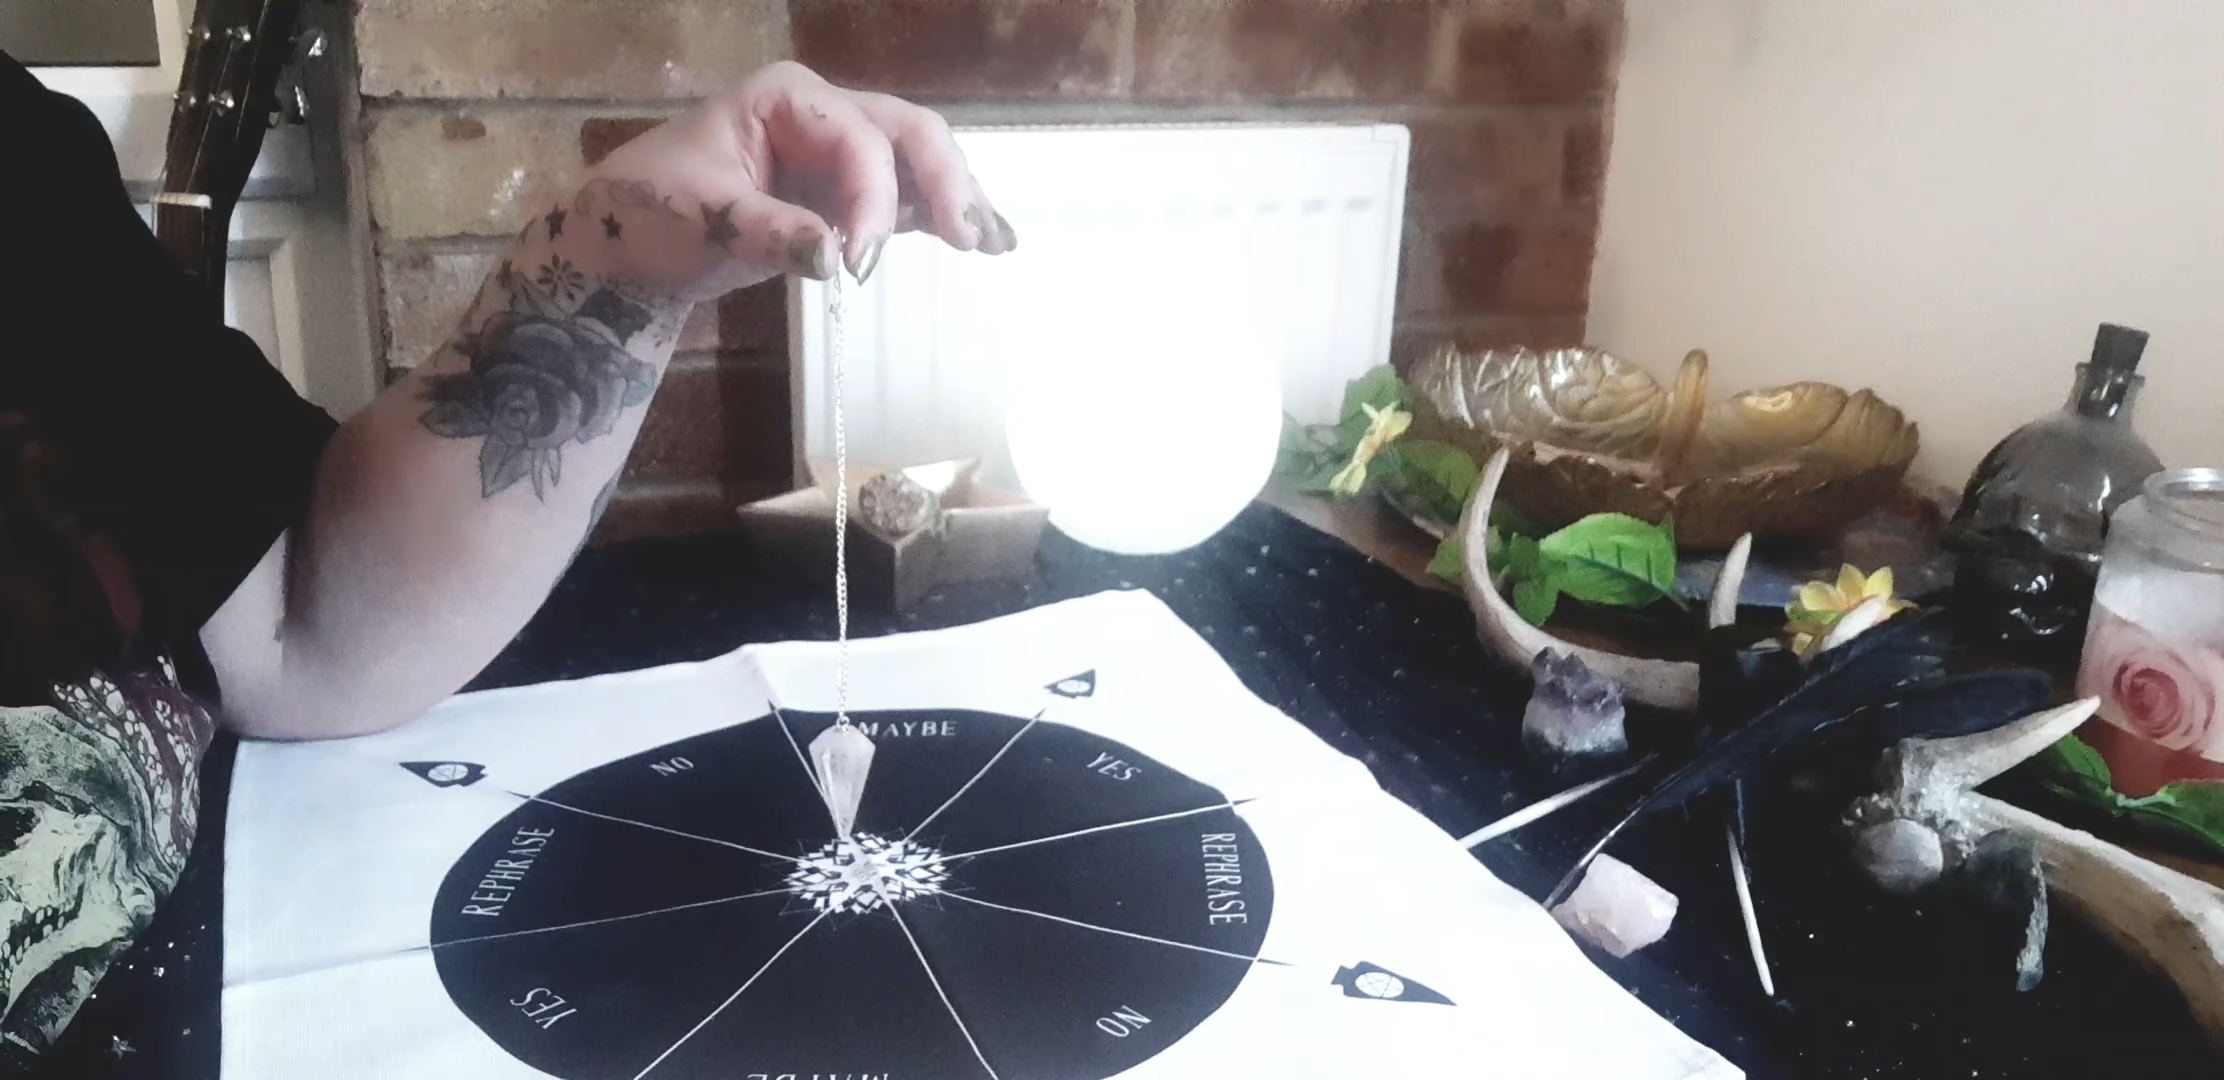 MAYBE
NO
YES
REPHRASE
REPHRASE
YES
NO